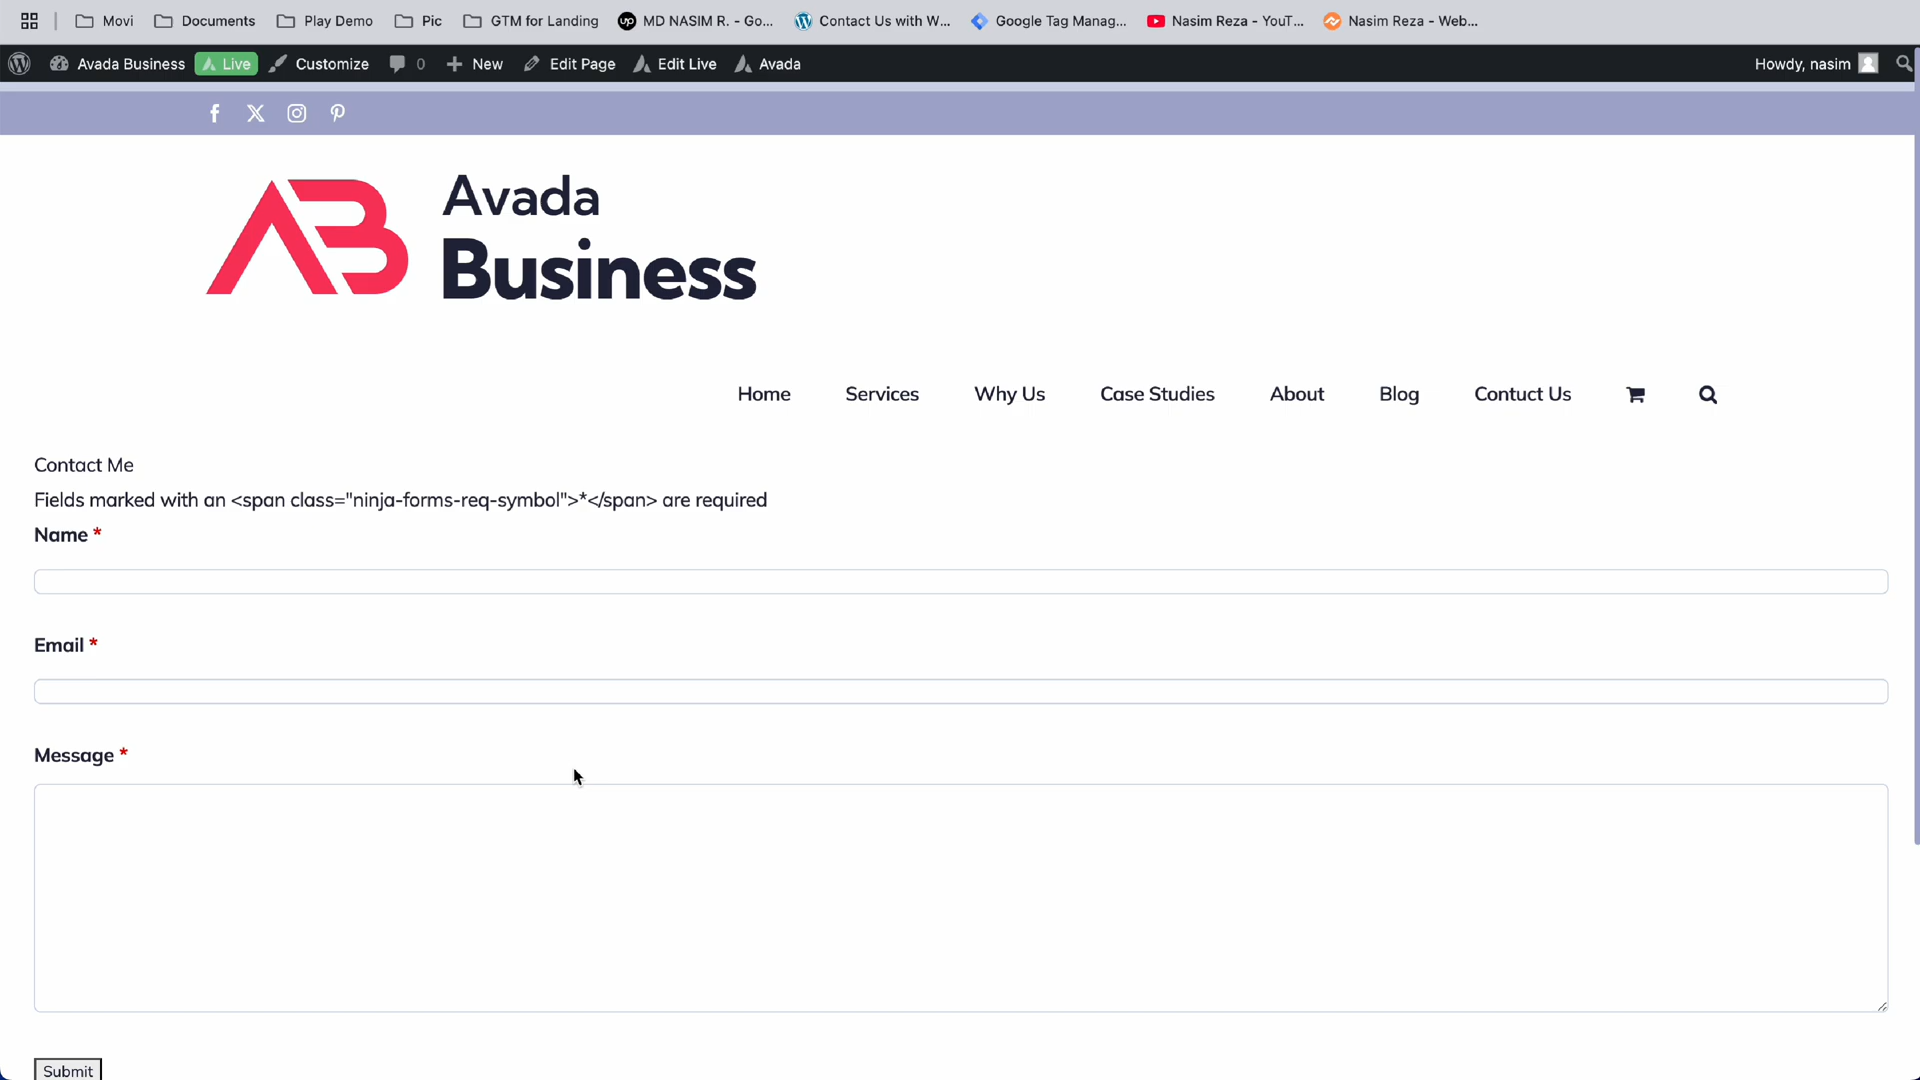 Movi Documents Play Demo Pic GTM for Landing up MD NASIM R. - Go... Contact Us with W... Google Tag Manag... Nasim Reza - YouT... Nasim Reza - Web...
Avada Business Live Customize 0 New Edit Page Edit Live Avada Howdy, nasim
Avada
Business
Home Services Why Us Case Studies About Blog Contuct Us
Contact Me
Fields marked with an <span class="ninja-forms-req-symbol">*</span> are required
Name *
Email *
Message *
Submit